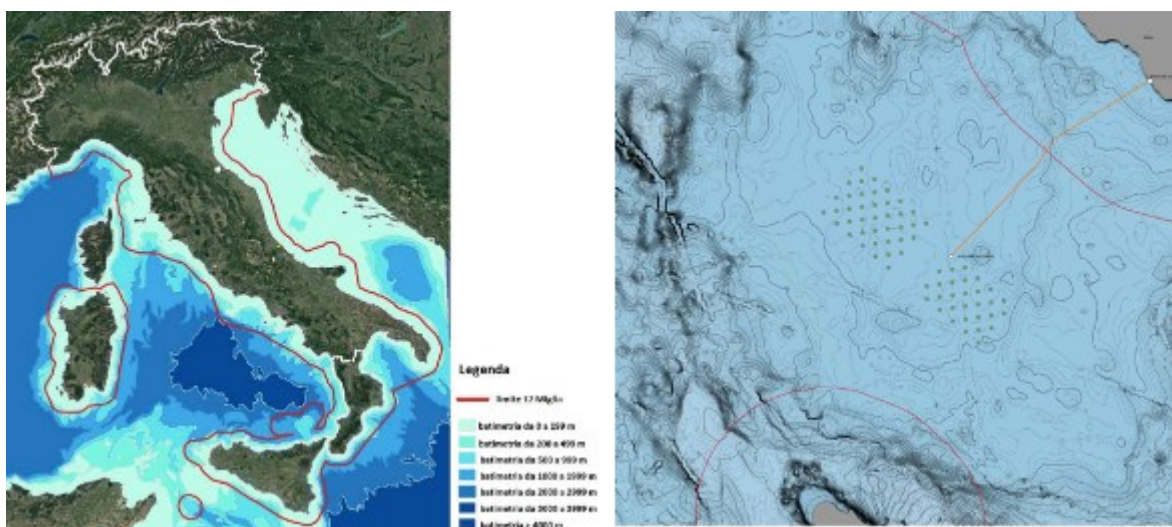 Legenda
limite 12 Miglia
batimetria da 0 a 199 m
batimetria da 200 a 499 m
batimetria da 500 a 999 m
batimetria da 1000 a 1999 m
batimetria da 2000 a 2999 m
batimetria da 3000 a 3999 m
batimetria > 4000 m